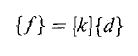 {f} = [k]{d}